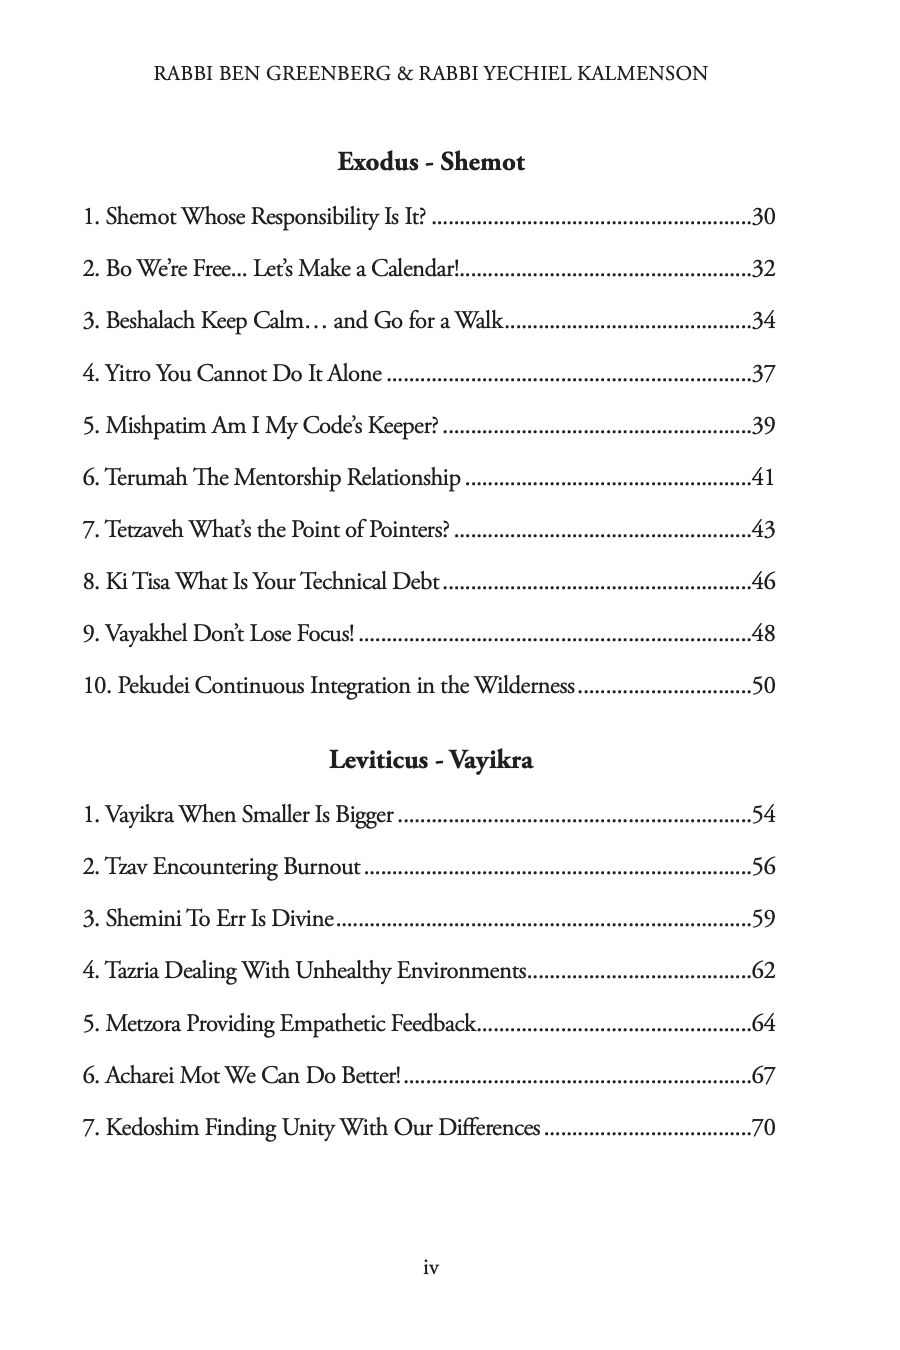 RABBI BEN GREENBERG & RABBI YECHIEL KALMENSON
Exodus - Shemot
1. Shemot Whose Responsibility Is It? .........................................................30
2. Bo We’re Free... Let’s Make a Calendar!....................................................32
3. Beshalach Keep Calm… and Go for a Walk............................................34
4. Yitro You Cannot Do It Alone .................................................................37
5. Mishpatim Am I My Code’s Keeper? .......................................................39
6. Terumah The Mentorship Relationship ...................................................41
7. Tetzaveh What’s the Point of Pointers? .....................................................43
8. Ki Tisa What Is Your Technical Debt .......................................................46
9. Vayakhel Don’t Lose Focus! ......................................................................48
10. Pekudei Continuous Integration in the Wilderness ...............................50
Leviticus - Vayikra
1. Vayikra When Smaller Is Bigger ...............................................................54
2. Tzav Encountering Burnout .....................................................................56
3. Shemini To Err Is Divine ..........................................................................59
4. Tazria Dealing With Unhealthy Environments........................................62
5. Metzora Providing Empathetic Feedback.................................................64
6. Acharei Mot We Can Do Better! ..............................................................67
7. Kedoshim Finding Unity With Our Differences .....................................70
iv